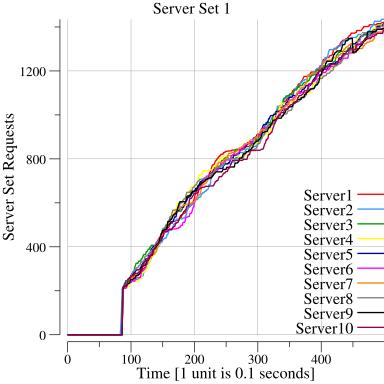 Server Set 1
1200
800
400
0
Server Set Requests
Server1
Server2
Server3
Server4
Server5
Server6
Server7
Server8
Server9
Server10
0 100 200 300 400
Time [1 unit is 0.1 seconds]